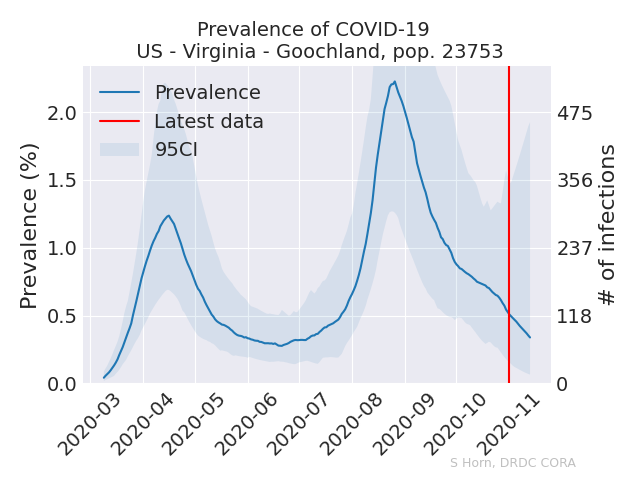 Prevalence of COVID-19
US - Virginia - Goochland, pop. 23753
Prevalence
Latest data
95CI
Prevalence (%)
2.0
1.5
1.0
0.5
0.0
475
356
237
118
0
# of infections
2020-03
2020-04
2020-05
2020-06
2020-07
2020-08
2020-09
2020-10
2020-11
S Horn, DRDC CORA